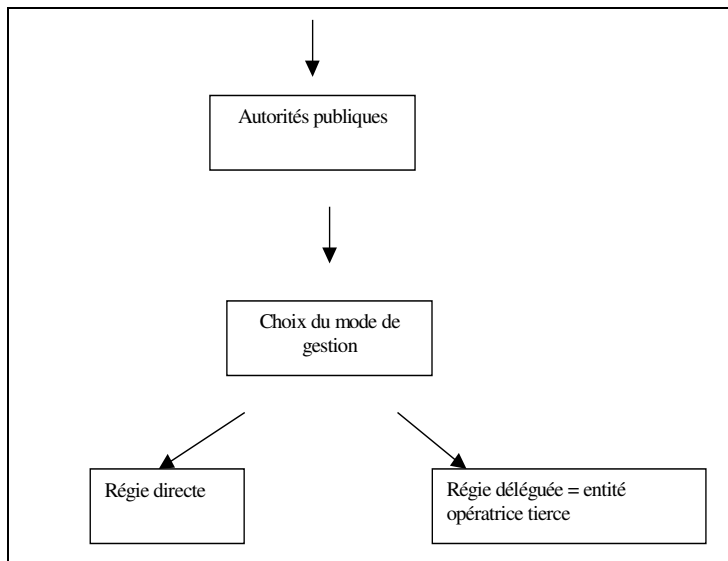 Autorités publiques
Choix du mode de
gestion
Régie directe
Régie déléguée = entité
opératrice tierce